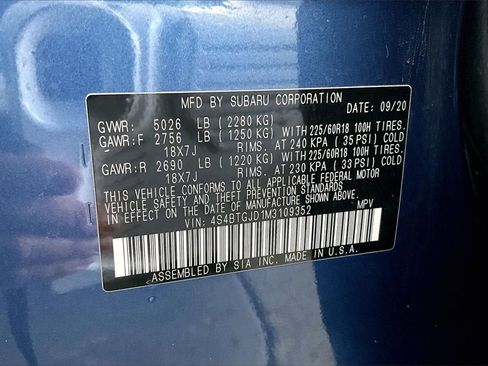 MFD BY SUBARU CORPORATION
DATE: 09/20
GVWR: 5026 LB (2280 KG)
GAWR:F 2756 LB (1250 KG) WITH 225/60R18 100H TIRES.
18X7J RIMS. AT 240 KPA (35 PSI) COLD
GAWR:R 2690 LB (1220 KG) WITH 225/60R18 100H TIRES.
18X7J RIMS. AT 230 KPA (33 PSI) COLD
THIS VEHICLE CONFORMS TO ALL APPLICABLE FEDERAL MOTOR
VEHICLE SAFETY AND THEFT PREVENTION STANDARDS
IN EFFECT ON THE DATE OF MANUFACTURE SHOWN ABOVE.
VIN: 4S4BTGJD1M3109352 MPV
ASSEMBLED BY SIA INC. MADE IN U.S.A.